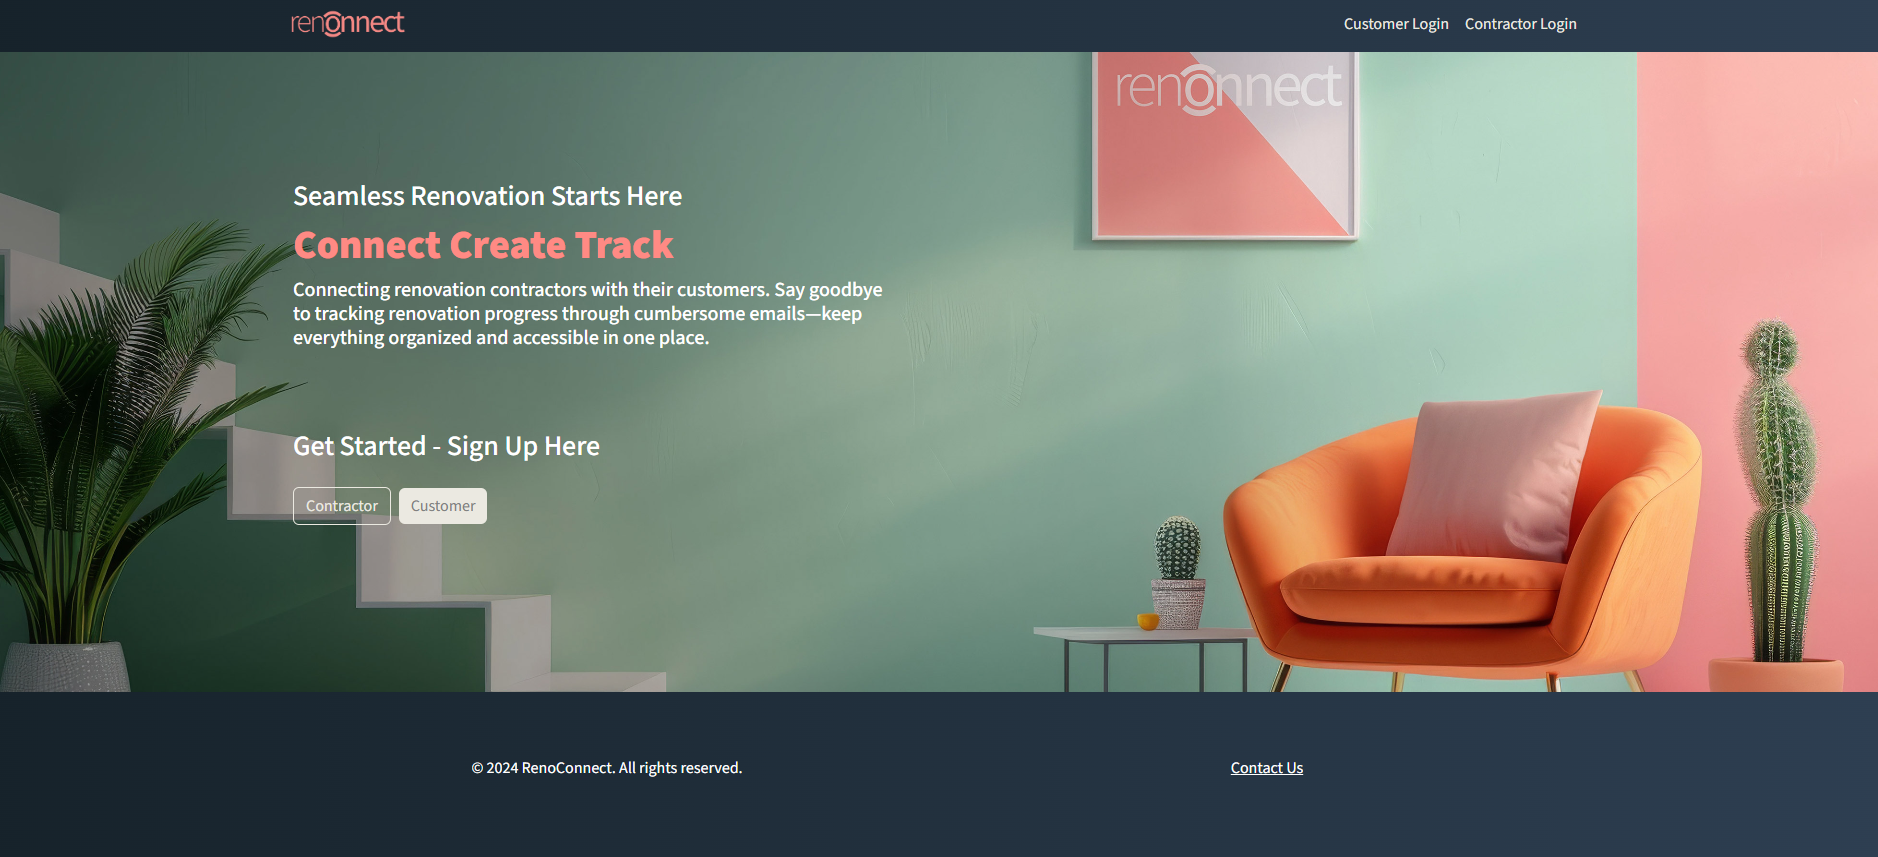 renonnect
Customer Login Contractor Login
renonnect
Seamless Renovation Starts Here
Connect Create Track
Connecting renovation contractors with their customers. Say goodbye
to tracking renovation progress through cumbersome emails—keep
everything organized and accessible in one place.
Get Started - Sign Up Here
Contractor Customer
© 2024 RenoConnect. All rights reserved.
Contact Us